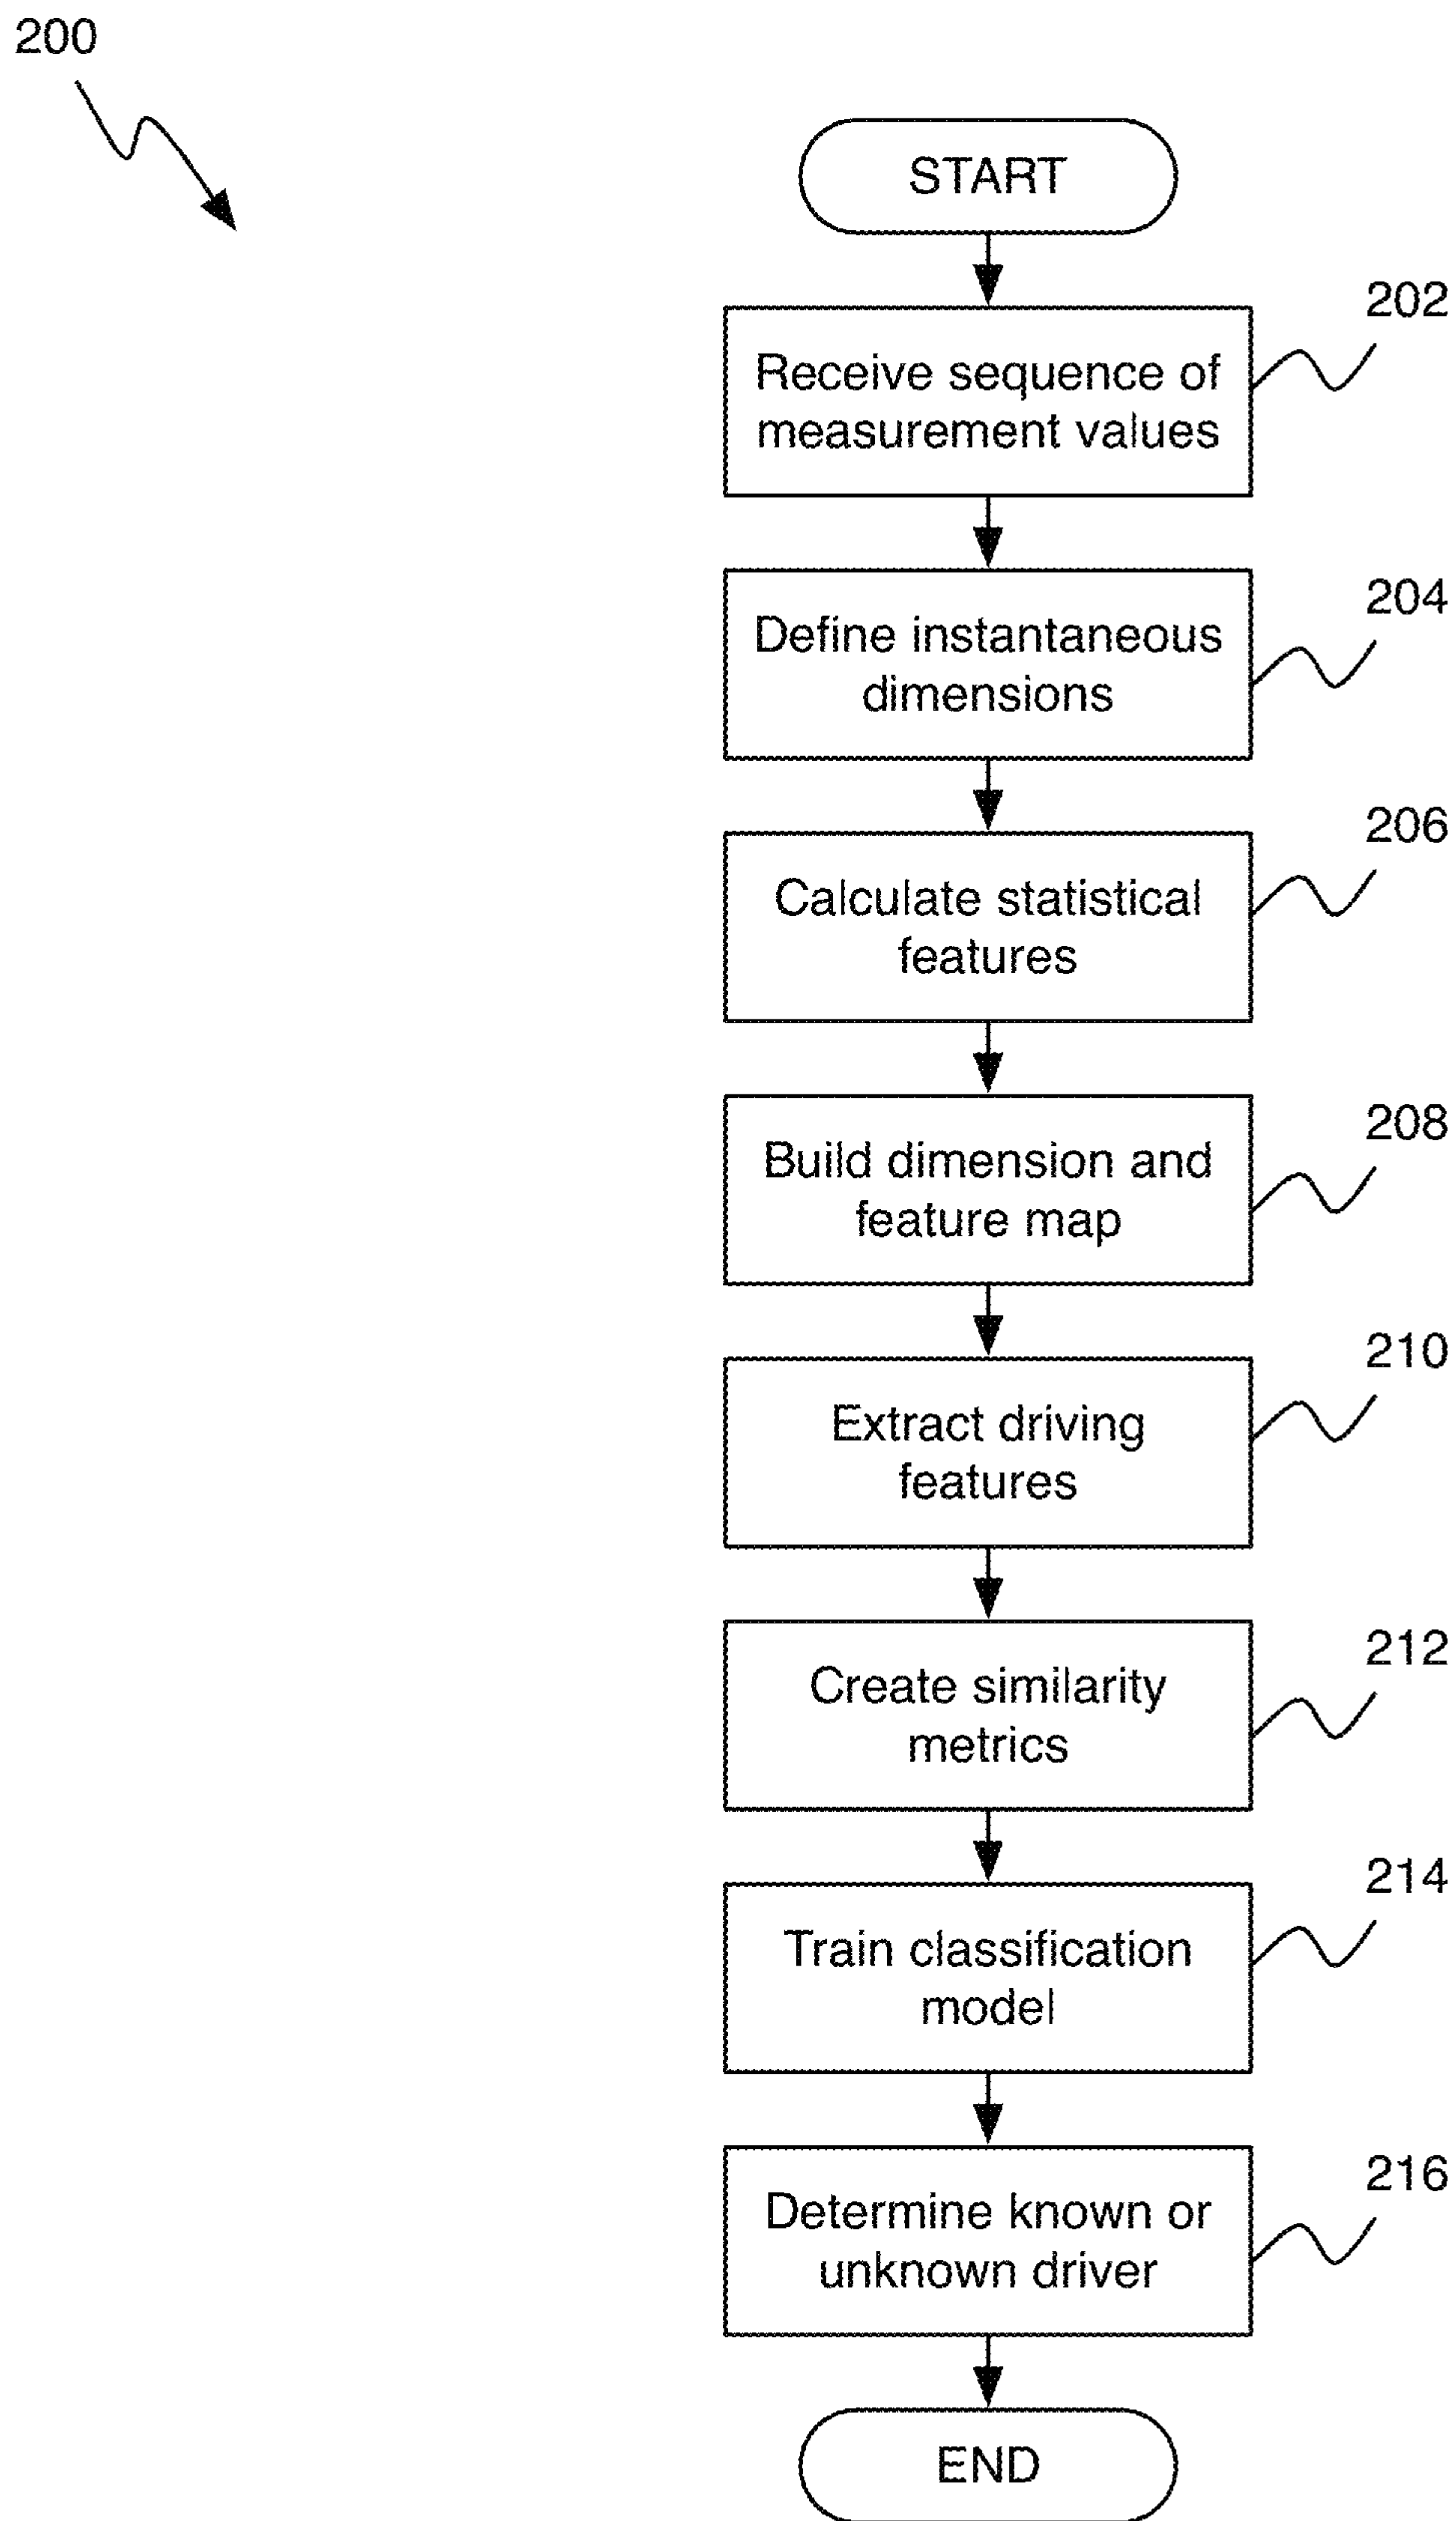 200
START
202
Receive sequence of
measurement values
204
Define instantaneous
dimensions
206
Calculate statistical
features
208
Build dimension and
feature map
210
Extract driving
features
212
Create similarity
metrics
214
Train classification
model
216
Determine known or
unknown driver
END